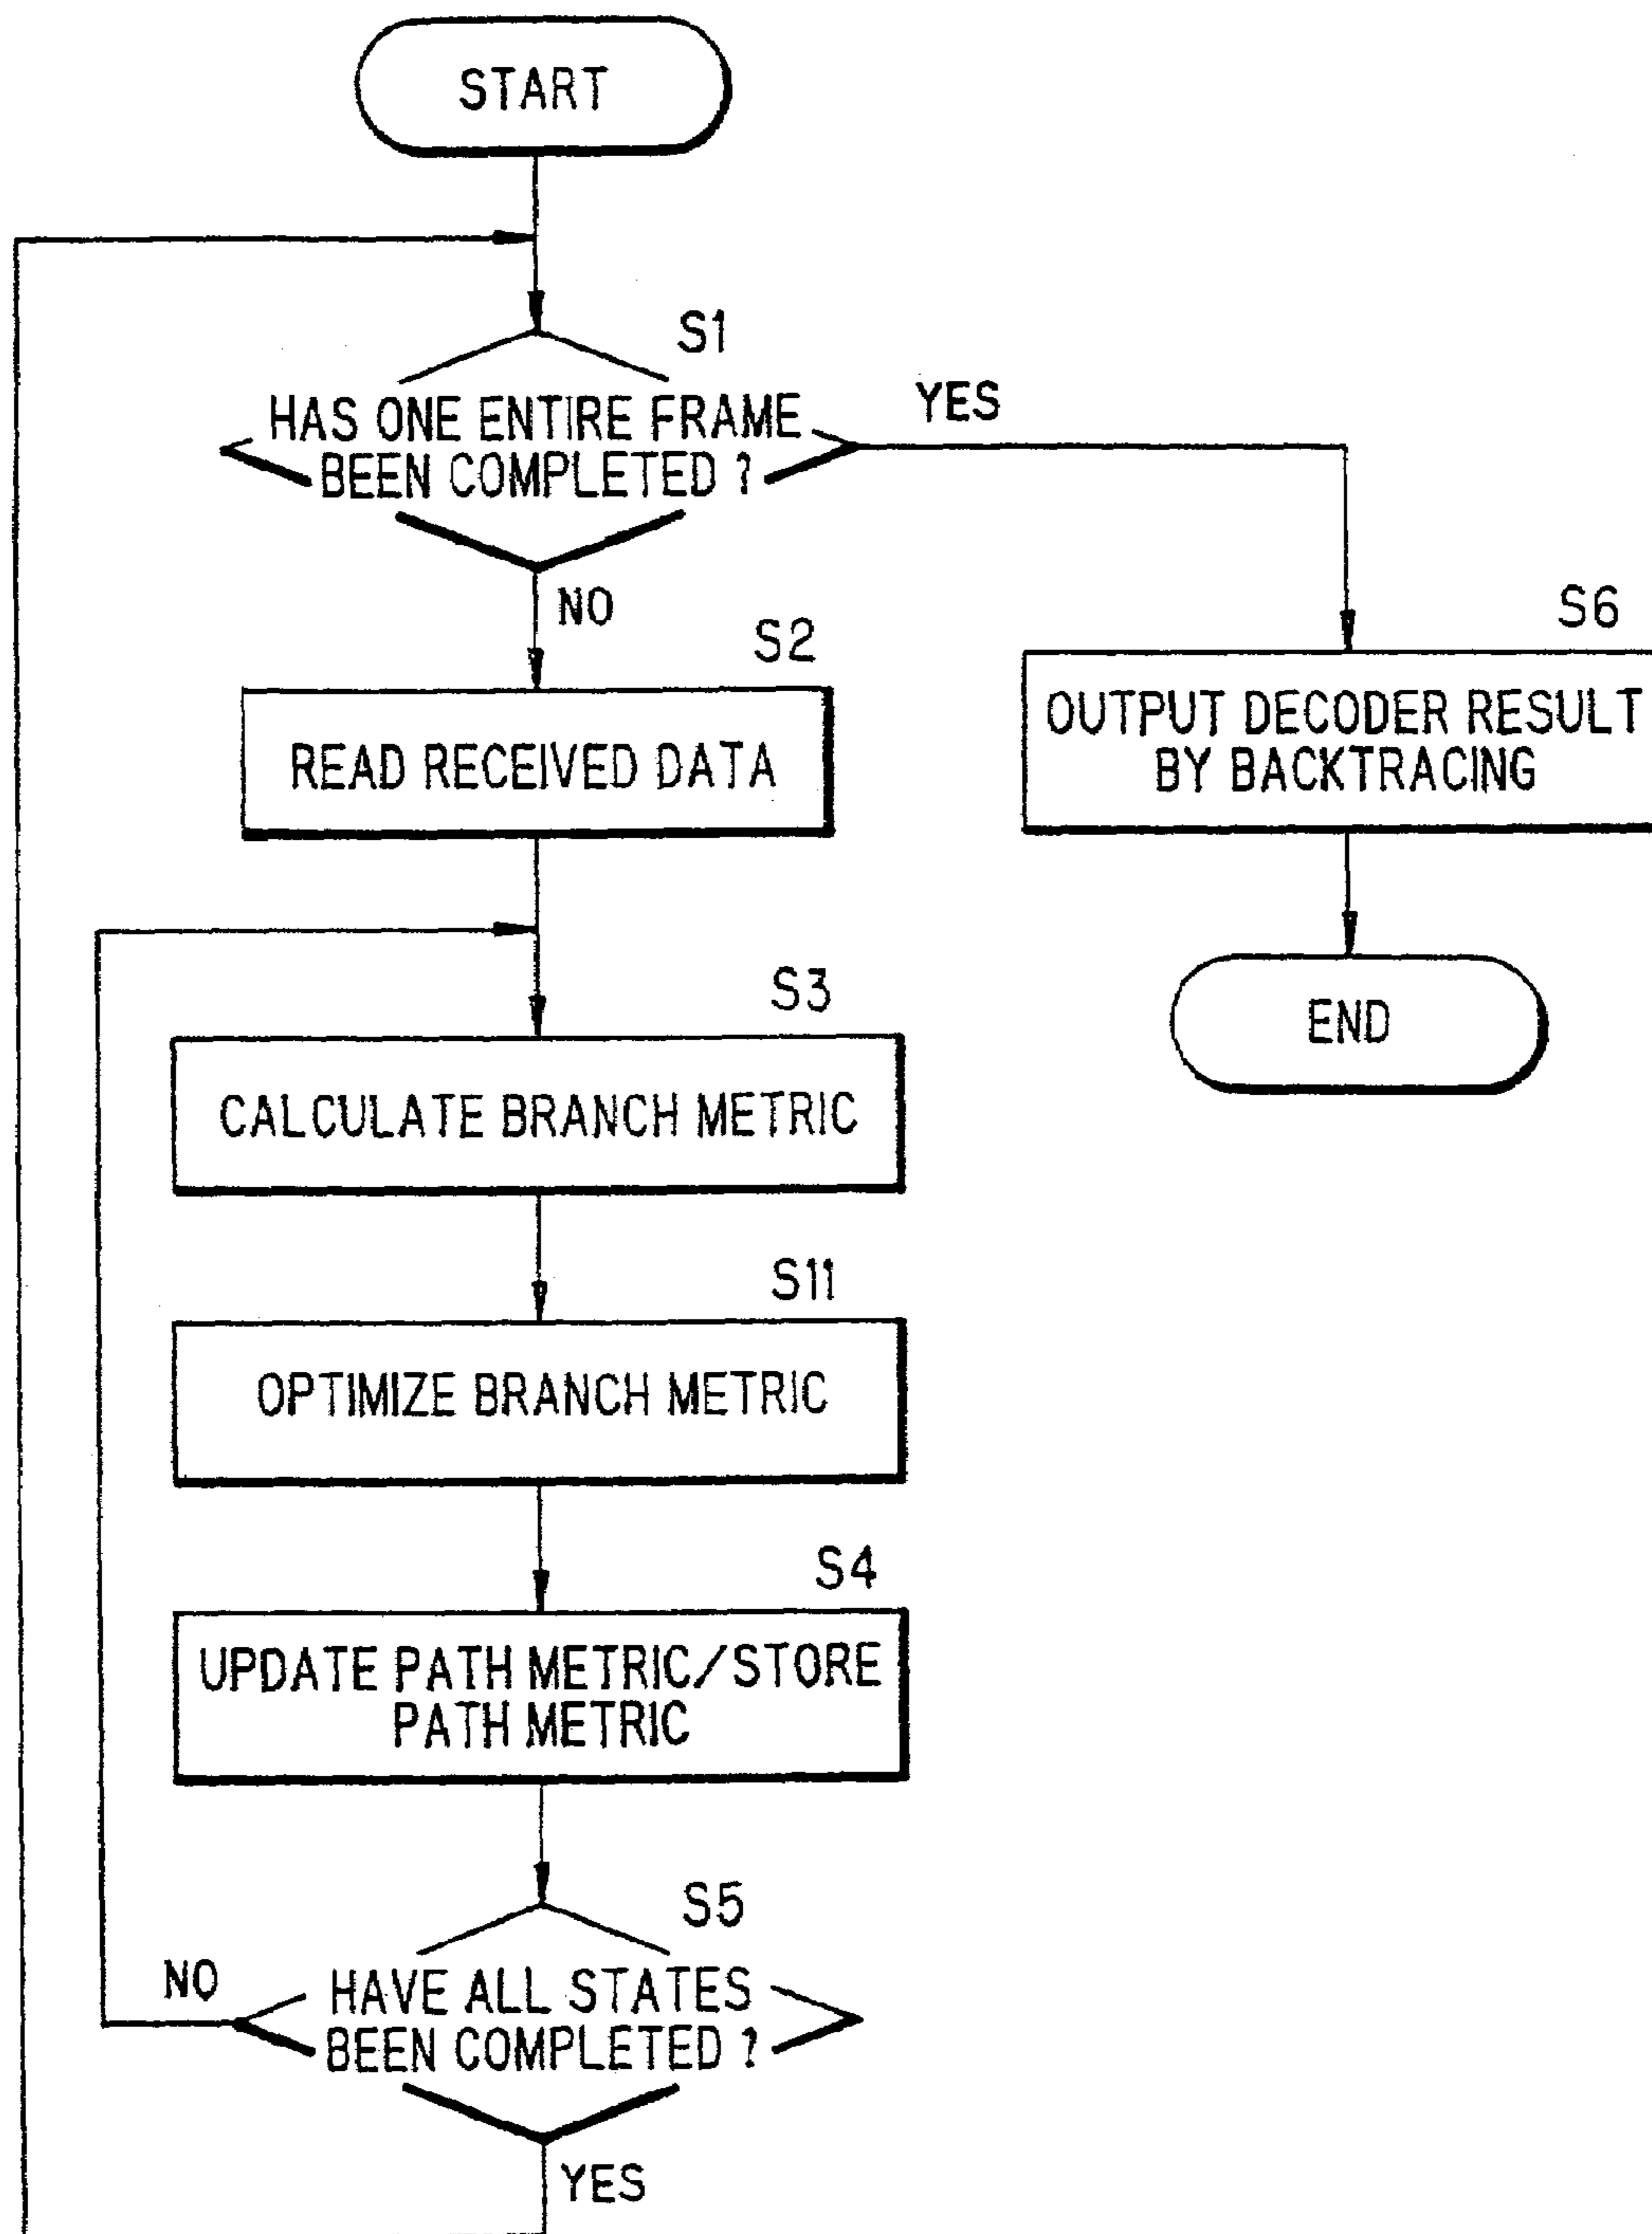 START
S1
HAS ONE ENTIRE FRAME
BEEN COMPLETED ?
YES
NO
S2
READ RECEIVED DATA
S6
OUTPUT DECODER RESULT
BY BACKTRACING
END
S3
CALCULATE BRANCH METRIC
S11
OPTIMIZE BRANCH METRIC
S4
UPDATE PATH METRIC/STORE
PATH METRIC
S5
HAVE ALL STATES
BEEN COMPLETED ?
NO
YES